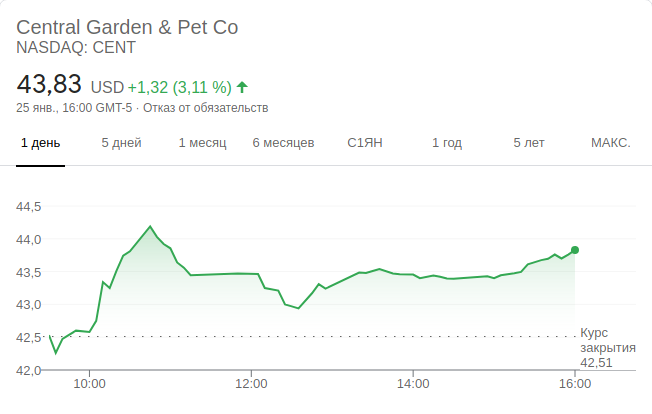 Central Garden & Pet Co
NASDAQ: CENT
43,83 USD +1,32 (3,11 %)
25 янв., 16:00 GMT-5 · Отказ от обязательств
1 день 5 дней 1 месяц 6 месяцев С1ЯН 1 год 5 лет МАКС.
44,5
44,0
43,5
43,0
42,5
42,0
Курс
закрытия
42,51
10:00 12:00 14:00 16:00